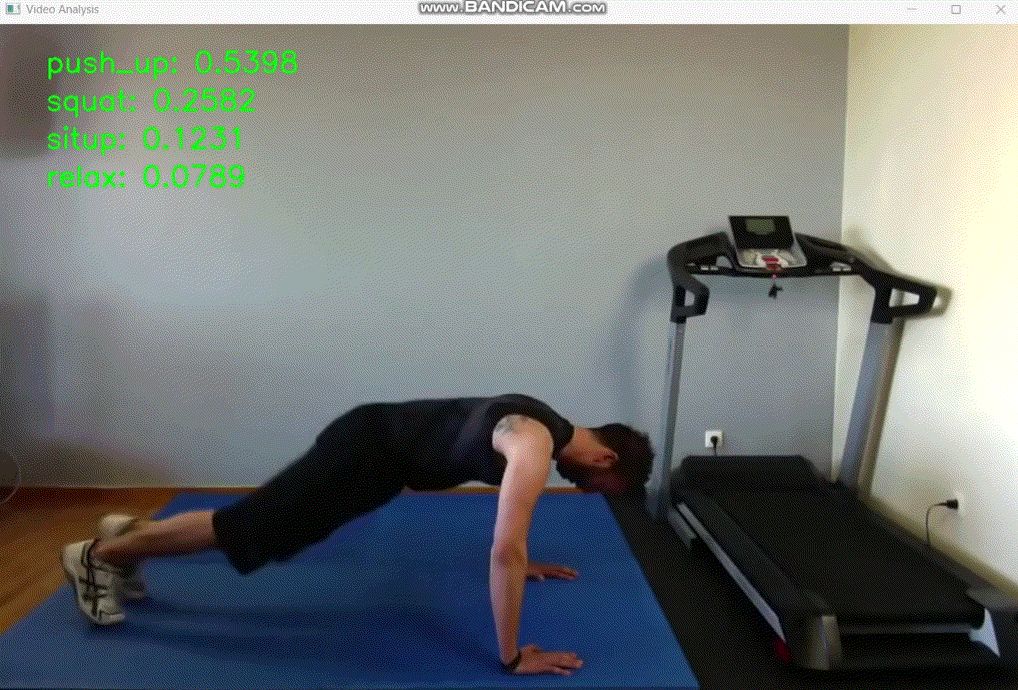 Video Analysis
www.BANDICAM.com
push_up: 0.5398
squat: 0.2582
situp: 0.1231
relax: 0.0789